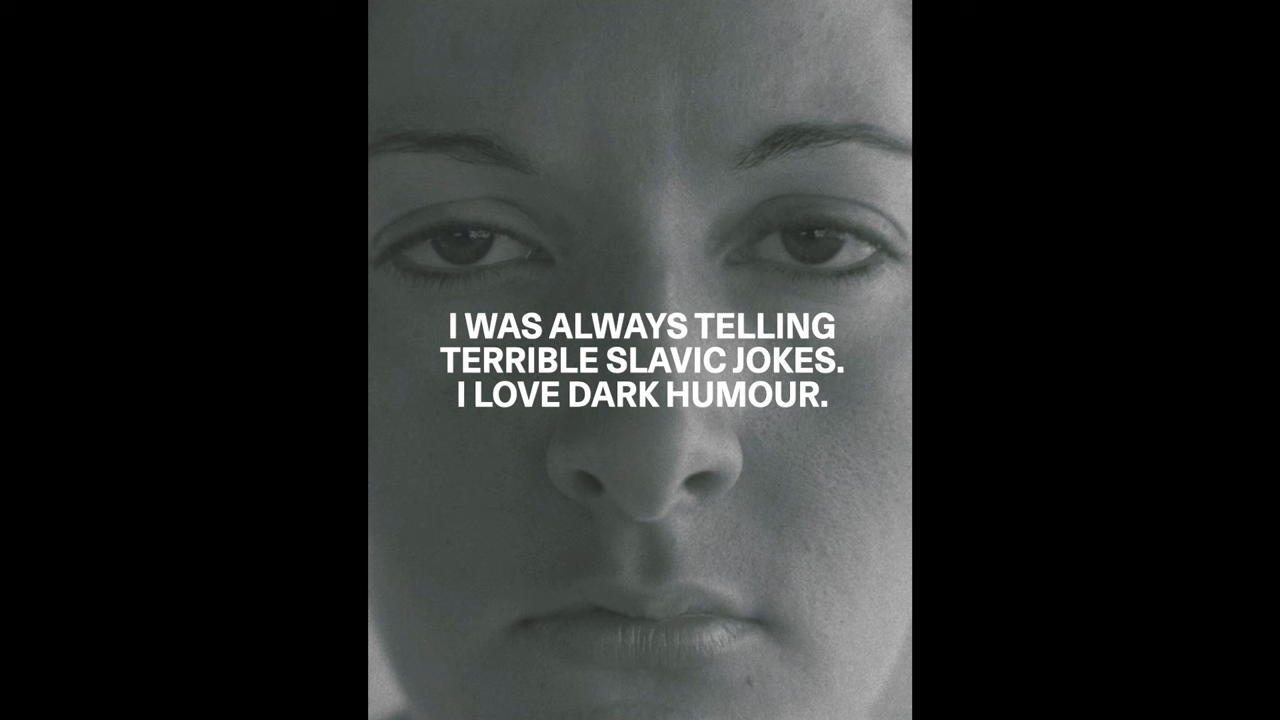 I WAS ALWAYS TELLING
TERRIBLE SLAVIC JOKES.
I LOVE DARK HUMOUR.